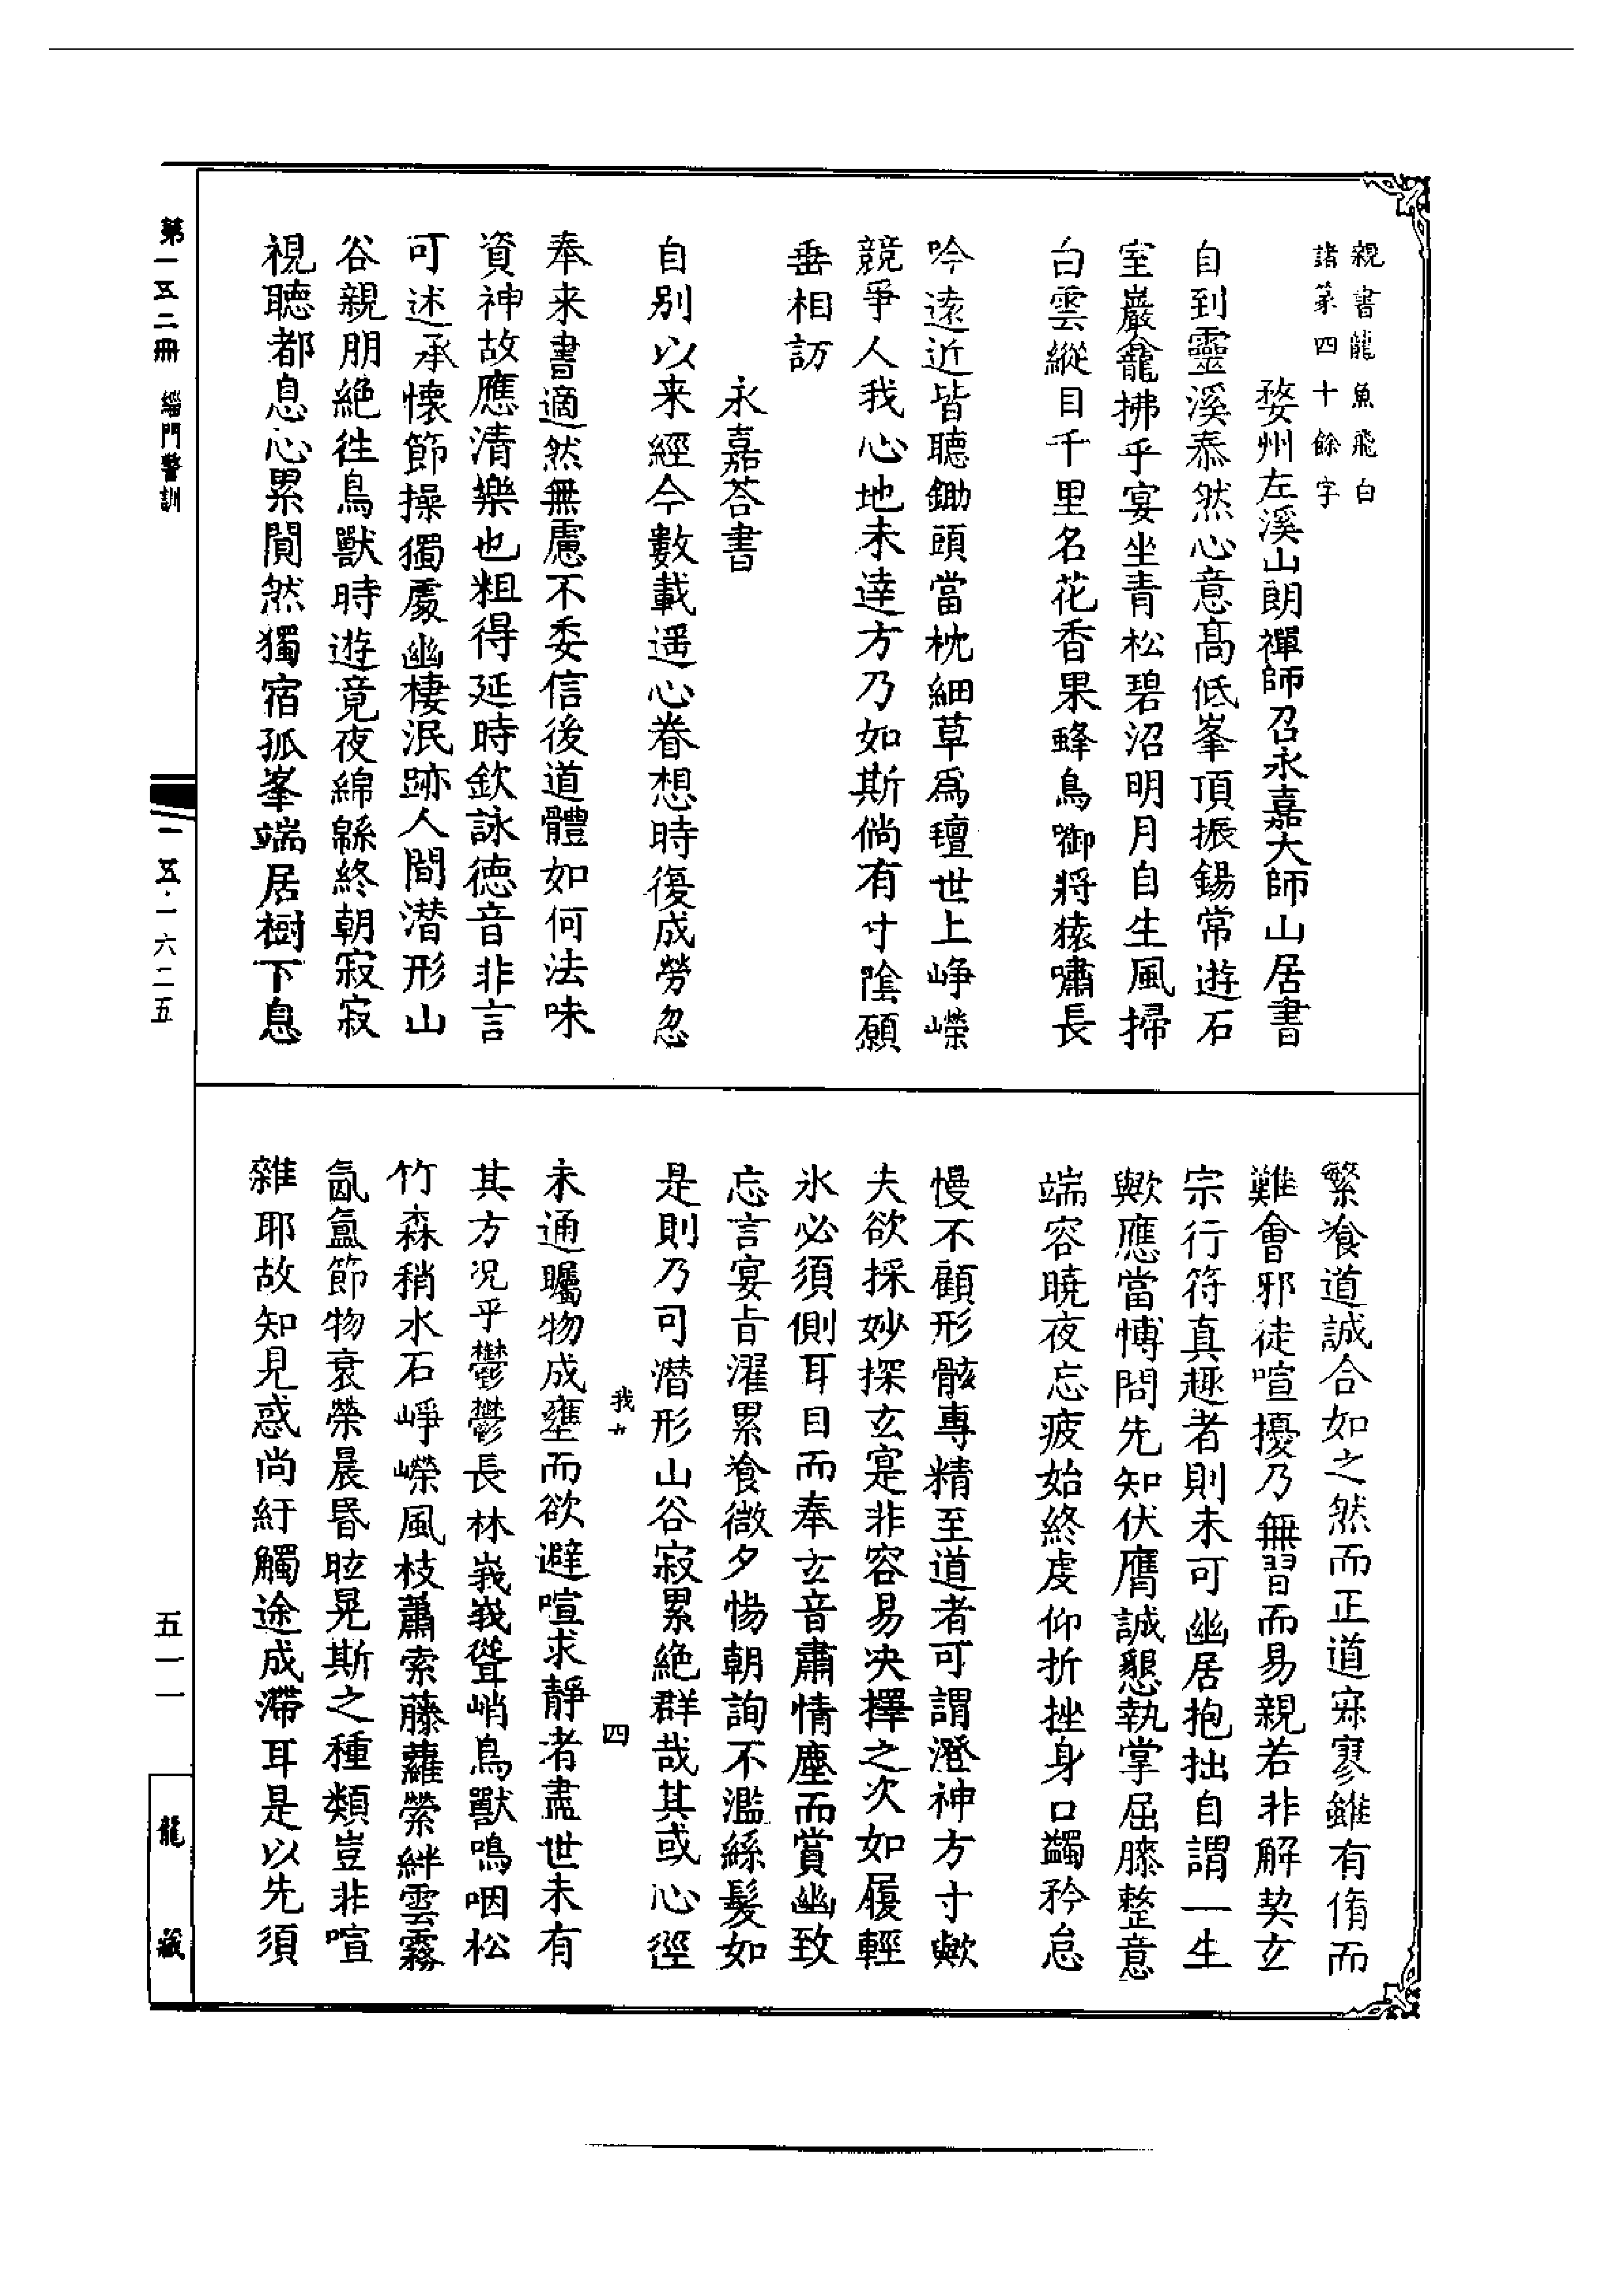 親書龍魚飛白
諸篆四十餘字
婺州左溪山朗禪師召永嘉大師山居書
自到靈溪泰然心意髙低峯頂振錫常遊石
室巖龕拂乎宴坐青松碧沼明月自生風掃
白雲縱目千里名花香果蜂鳥啣將猿嘯長
吟逺近皆聽鋤頭當枕細草爲氊世上峥嶸
競爭人我心地未達方乃如斯倘有寸陰願
垂相訪
永嘉荅書
自别以来經今數載遥心眷想時復成勞忽
奉来書適然無慮不委信後道體如何法味
資神故應清樂也粗得延時欽詠徳音非言
可述承懐節操獨處幽棲泯跡人間潜形山
谷親朋絶徃鳥獸時遊竟夜綿緜終朝寂寂
視聽都息心累闃然獨宿孤峯端居樹下息
繁飡道誠合如之然而正道寂寥雖有脩而
難會邪徒喧擾乃無習而易親若非解契玄
宗行符真趣者則未可幽居抱拙自謂一生
歟應當博問先知伏膺誠懇執掌屈膝整意
端容曉夜忘疲始終虔仰折挫身口蠲矜怠
慢不顧形骸專精至道者可謂澄神方寸歟
夫欲採妙探玄寔非容易决擇之次如履輕
氷必須側耳目而奉玄音肅情塵而賞幽致
忘言宴㫖濯累飡微夕惕朝詢不濫絲髮如
是則乃可潜形山谷寂累絶群哉其或心徑
我九
四
未通矚物成壅而欲避喧求靜者盡世未有
其方况乎鬱鬱長林峩峩聳峭鳥獸鳴咽松
竹森梢水石峥嶸風枝蕭索藤蘿縈絆雲霧
氤氳節物衰榮晨昬眩晃斯之種類豈非喧
雜耶故知見惑尚紆觸途成滯耳是以先須
第一五二冊
緇門警訓
一五·一六二五
五一一
龍藏